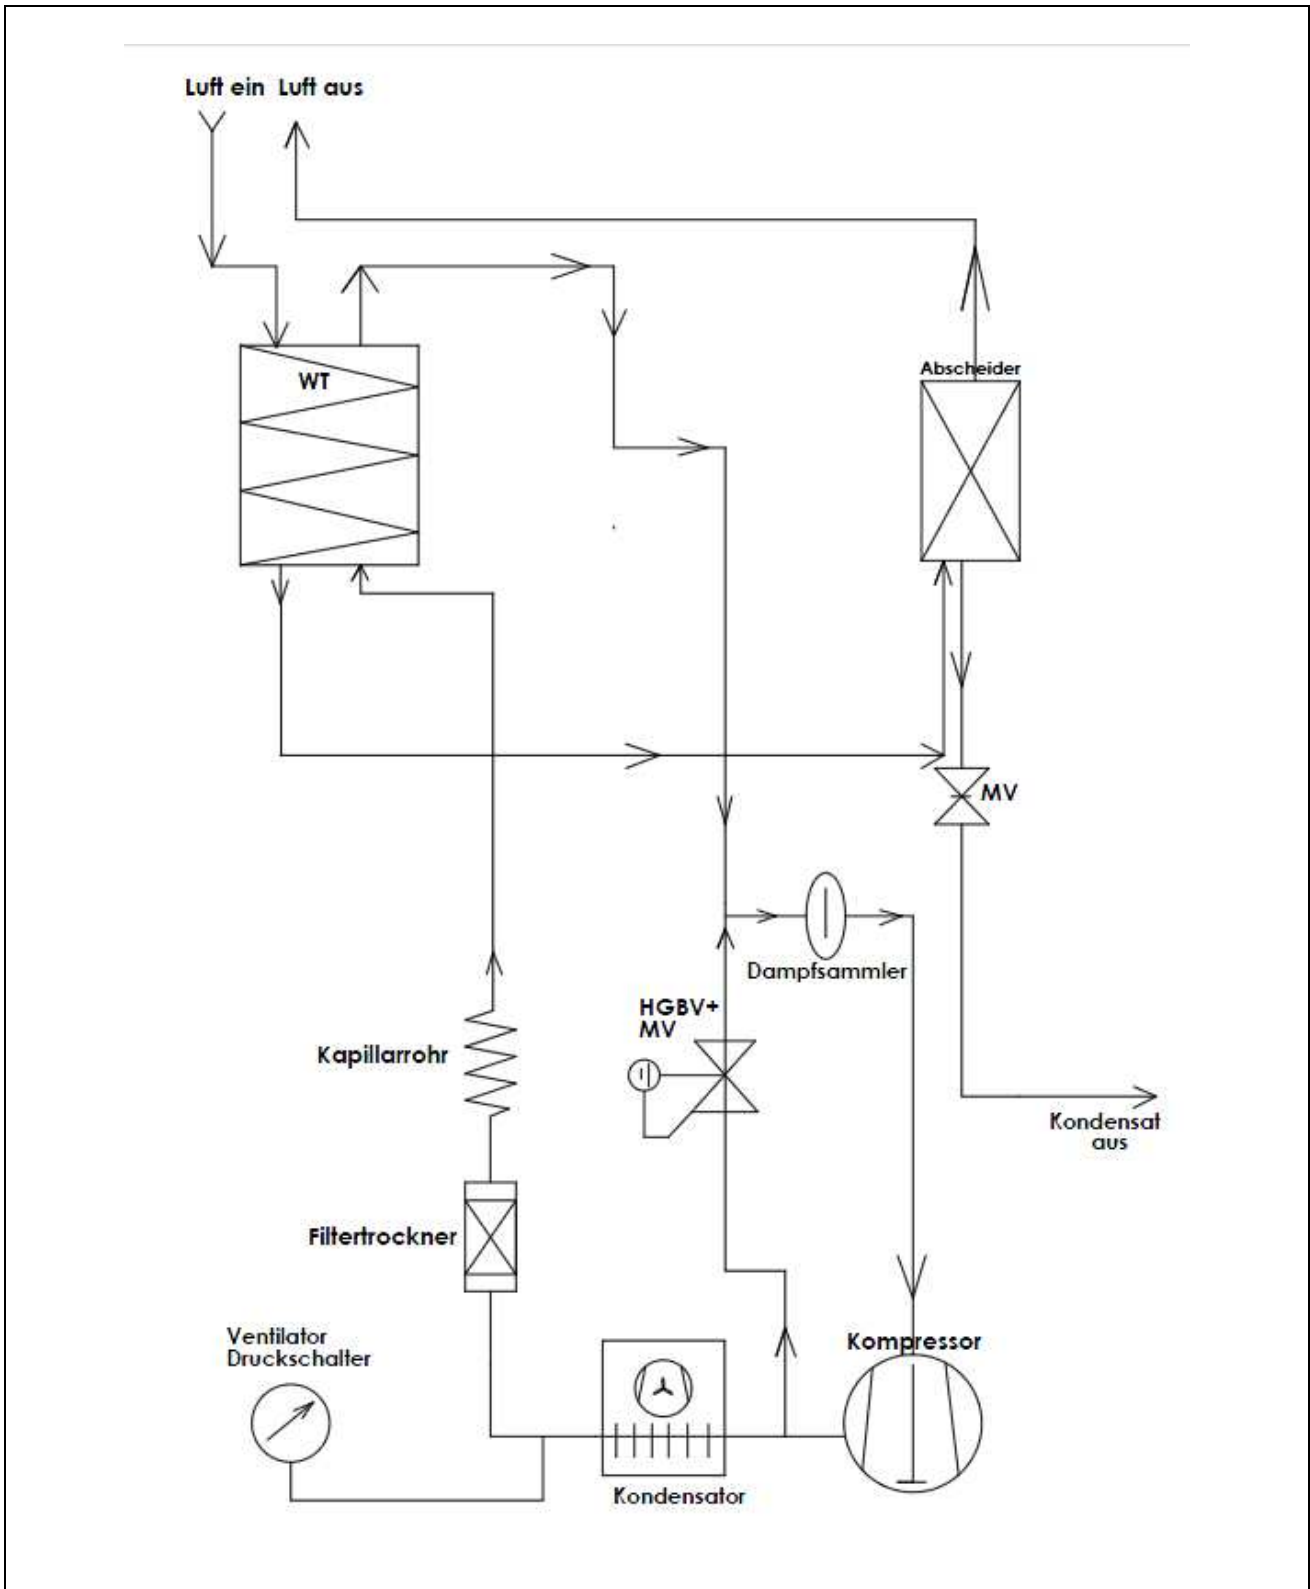 Luft ein Luft aus
WT
Abscheider
MV
Dampfsammler
HGBV+
MV
Kapillarrohr
Kondensat
aus
Filtertrockner
Ventilator
Druckschalter
Kompressor
Kondensator